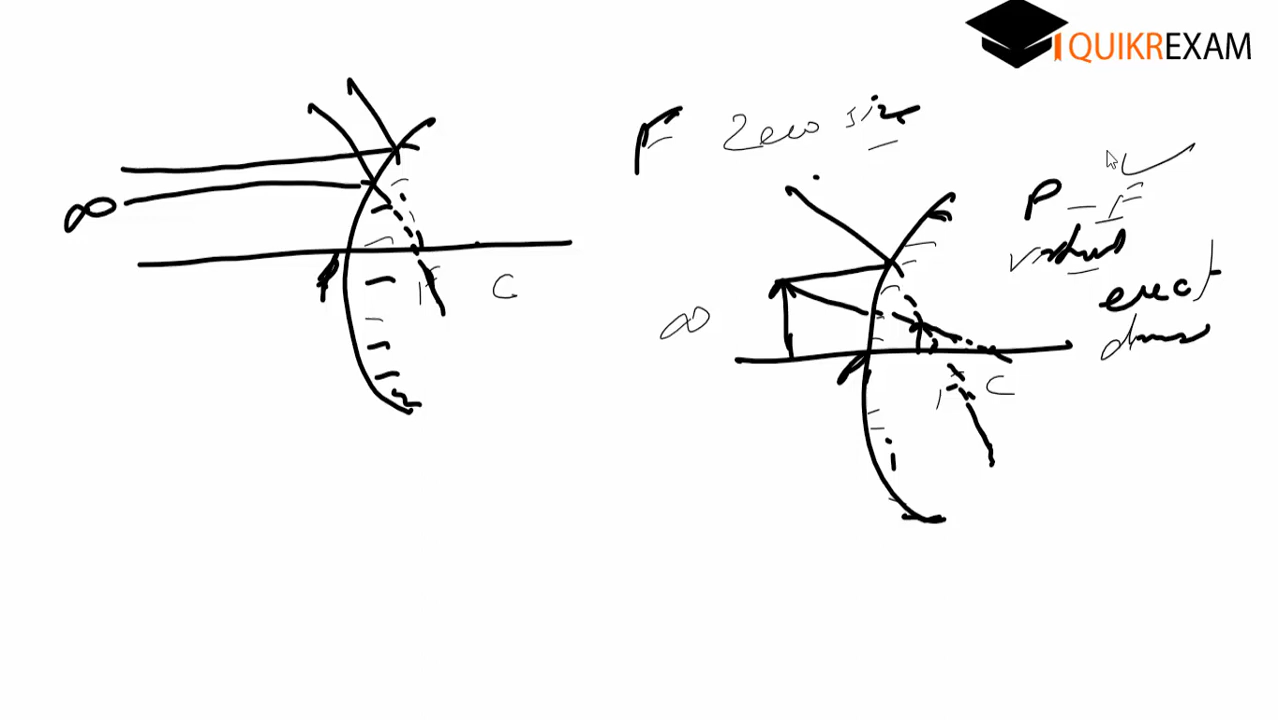 QUIKREXAM
F Zero size
∞
P F C
P - F
virtual
erect
∞
P F C